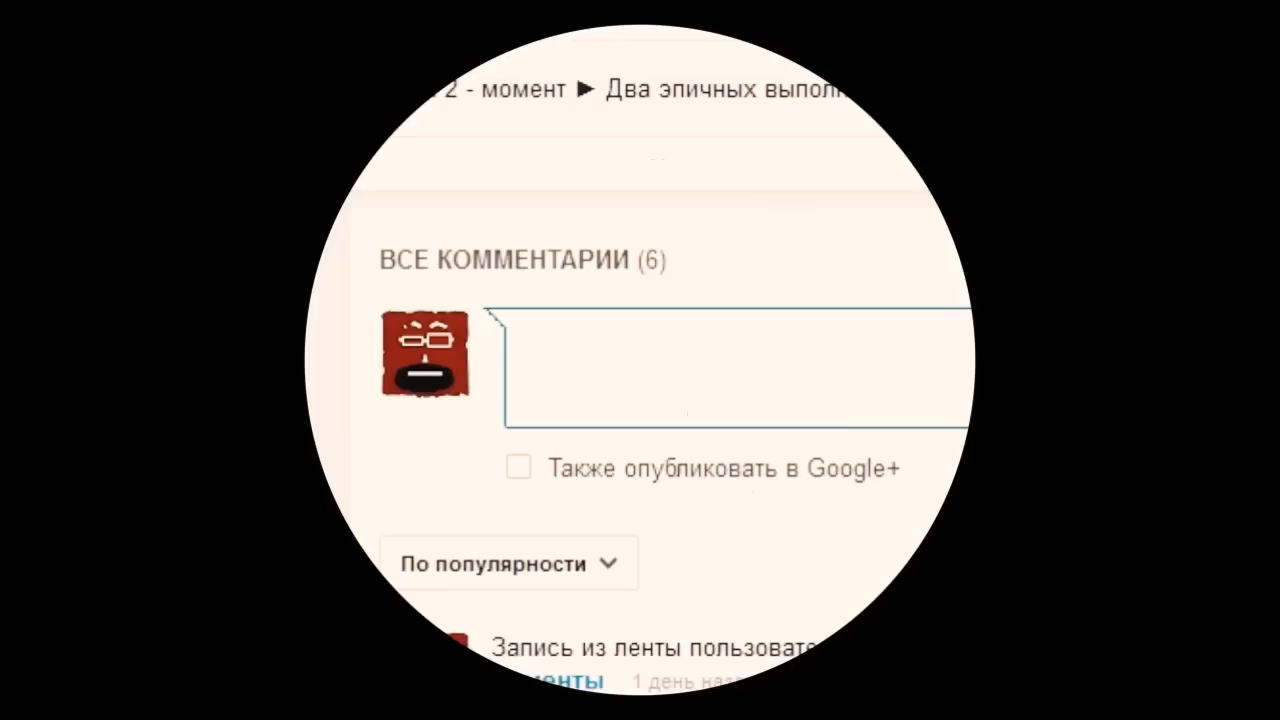 2 - момент ► Два эпичных
ВСЕ КОММЕНТАРИИ (6)
Также опубликовать в Google+
По популярности
Запись из ленты
1 день